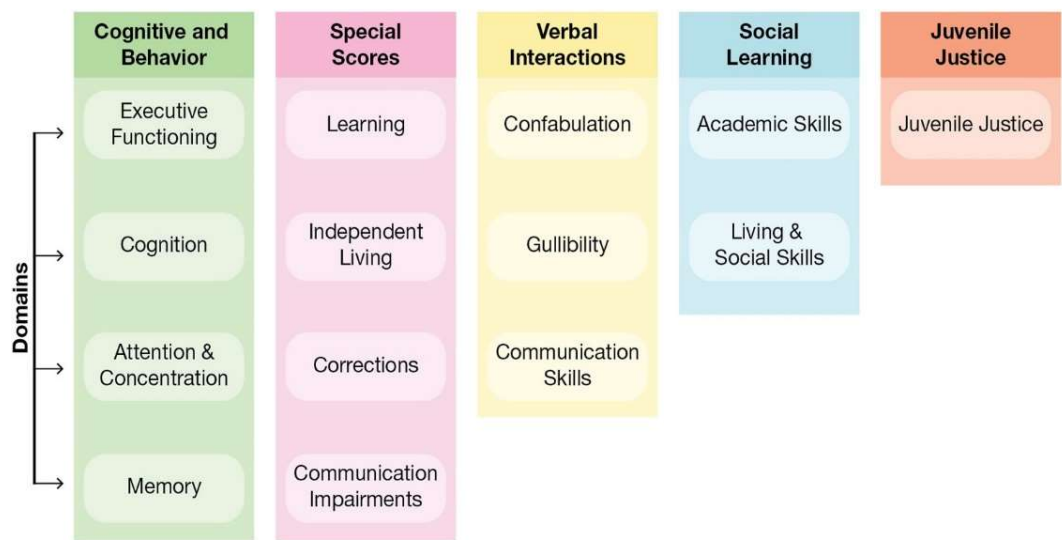 Cognitive and
Behavior
Special
Scores
Verbal
Interactions
Social
Learning
Juvenile
Justice
Domains
Executive
Functioning
Learning
Confabulation
Academic Skills
Juvenile Justice
Cognition
Independent
Living
Gullibility
Living &
Social Skills
Attention &
Concentration
Corrections
Communication
Skills
Memory
Communication
Impairments